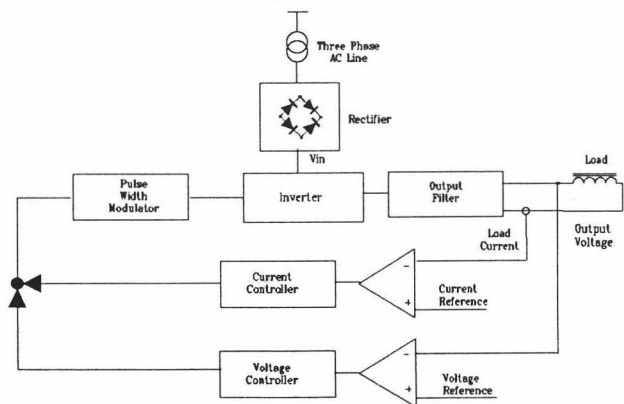 Three Phase
AC Line
Rectifier
Vin
Pulse
Width
Modulator
Inverter
Output
Filter
Load
Load
Current
Output
Voltage
Current
Controller
-
+
Current
Reference
Voltage
Controller
-
+
Voltage
Reference